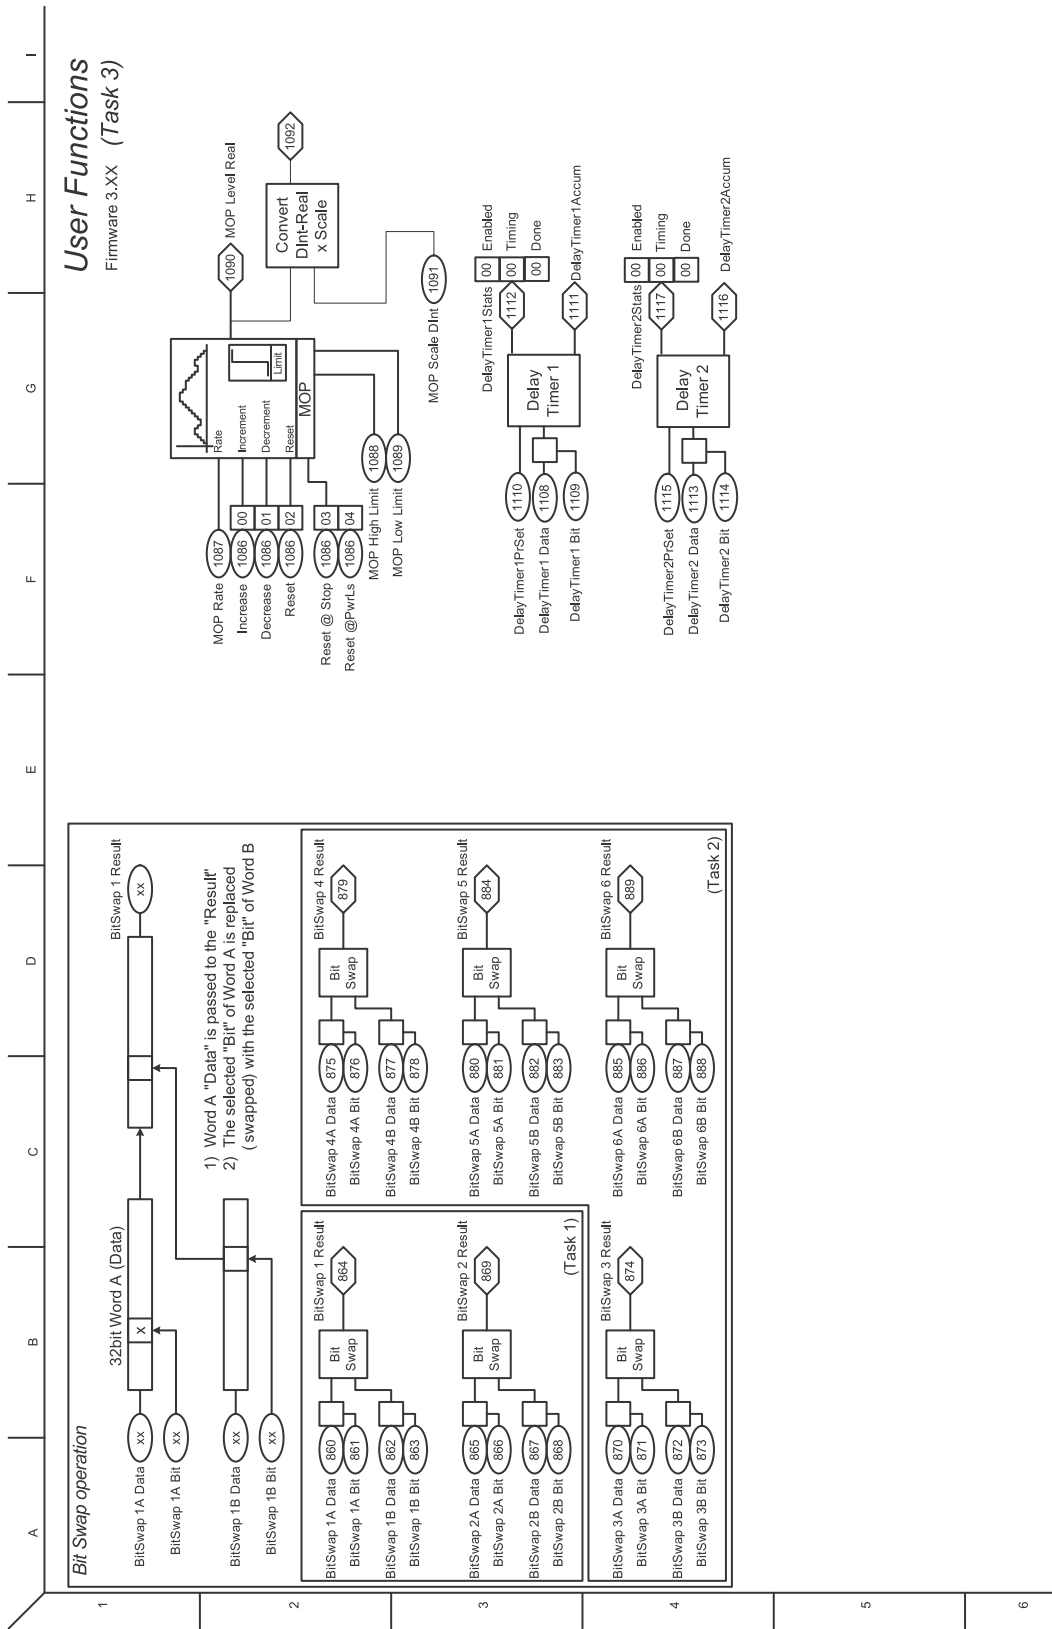 User Functions
Firmware 3.XX (Task 3)
A
B
C
D
E
F
G
H
I
1
2
3
4
5
6
Bit Swap operation
32bit Word A (Data)
BitSwap 1A Data
xx
x
BitSwap 1A Bit
xx
BitSwap 1B Data
xx
BitSwap 1B Bit
xx
BitSwap 1 Result
xx
1) Word A "Data" is passed to the "Result"
2) The selected "Bit" of Word A is replaced
( swapped) with the selected "Bit" of Word B
BitSwap 1A Data 860
BitSwap 1A Bit 861
BitSwap 1B Data 862
BitSwap 1B Bit 863
Bit
Swap
BitSwap 1 Result
864
BitSwap 2A Data 865
BitSwap 2A Bit 866
BitSwap 2B Data 867
BitSwap 2B Bit 868
Bit
Swap
BitSwap 2 Result
869
(Task 1)
BitSwap 3A Data 870
BitSwap 3A Bit 871
BitSwap 3B Data 872
BitSwap 3B Bit 873
Bit
Swap
BitSwap 3 Result
874
BitSwap 4A Data 875
BitSwap 4A Bit 876
BitSwap 4B Data 877
BitSwap 4B Bit 878
Bit
Swap
BitSwap 4 Result
879
BitSwap 5A Data 880
BitSwap 5A Bit 881
BitSwap 5B Data 882
BitSwap 5B Bit 883
Bit
Swap
BitSwap 5 Result
884
BitSwap 6A Data 885
BitSwap 6A Bit 886
BitSwap 6B Data 887
BitSwap 6B Bit 888
Bit
Swap
BitSwap 6 Result
889
(Task 2)
MOP Rate 1087
Increase 1086 00
Decrease 1086 01
Reset 1086 02
Reset @ Stop 1086 03
Reset @PwrLs 1086 04
MOP High Limit 1088
MOP Low Limit 1089
Rate
Increment
Decrement
Reset
Limit
MOP
1090 MOP Level Real
Convert
DInt-Real
x Scale
1092
MOP Scale DInt 1091
DelayTimer1PrSet 1110
DelayTimer1 Data 1108
DelayTimer1 Bit 1109
Delay
Timer 1
DelayTimer1Stats
1112
00 Enabled
00 Timing
00 Done
1111 DelayTimer1Accum
DelayTimer2PrSet 1115
DelayTimer2 Data 1113
DelayTimer2 Bit 1114
Delay
Timer 2
DelayTimer2Stats
1117
00 Enabled
00 Timing
00 Done
1116 DelayTimer2Accum